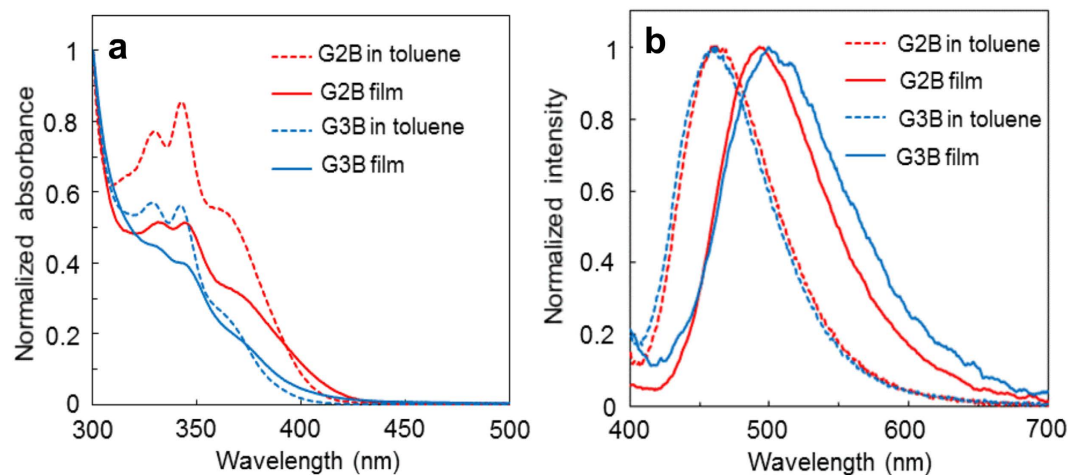 a
G2B in toluene
G2B film
G3B in toluene
G3B film
Normalized absorbance
1
0.8
0.6
0.4
0.2
0
300
350
400
450
500
Wavelength (nm)
b
G2B in toluene
G2B film
G3B in toluene
G3B film
Normalized intensity
1
0.8
0.6
0.4
0.2
0
400
500
600
700
Wavelength (nm)